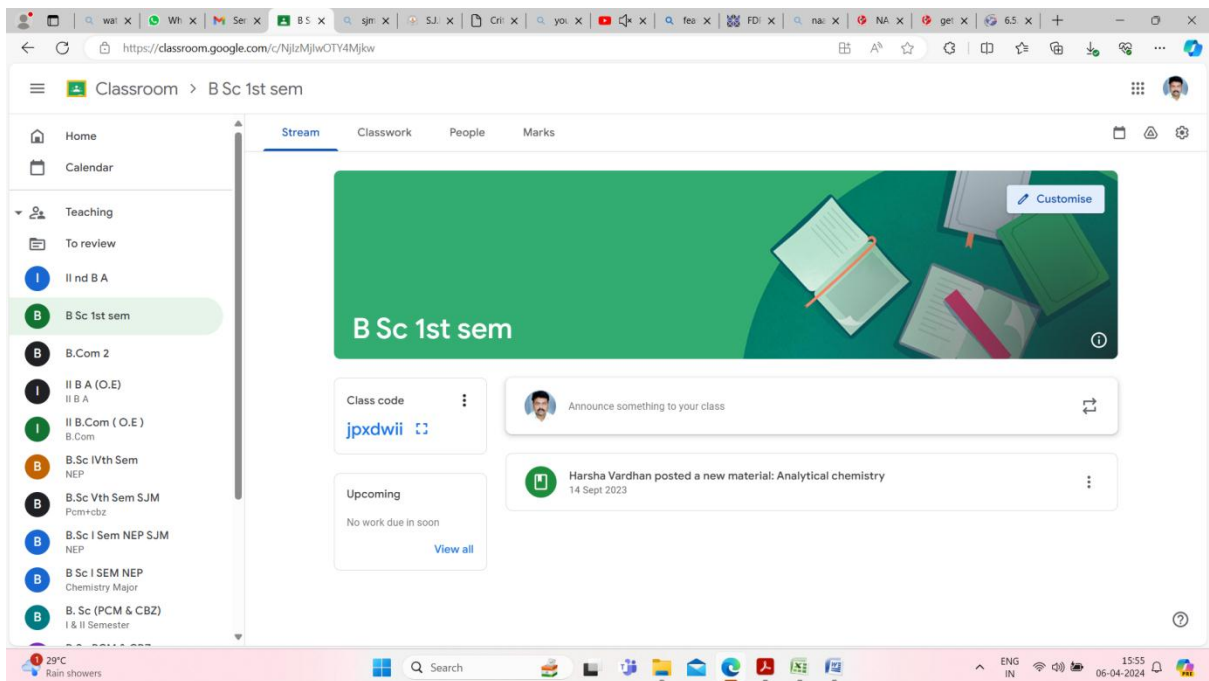 wat
Wh
Ser
B S
sjm
S.J.
Crit
you
fea
FDI
naa
NA
get
6.5
https://classroom.google.com/c/NjIzMjIwOTY4Mjkw
Classroom > B Sc 1st sem
Home
Calendar
Teaching
To review
I
II nd B A
B
B Sc 1st sem
B
B.Com 2
I
II B A (O.E)
II B A
I
II B.Com ( O.E )
B.Com
B
B.Sc IVth Sem
NEP
B
B.Sc Vth Sem SJM
Pcm+cbz
B
B.Sc I Sem NEP SJM
NEP
B
B Sc I SEM NEP
Chemistry Major
B
B. Sc (PCM & CBZ)
I & II Semester
Stream Classwork People Marks
Customise
B Sc 1st sem
Class code
jpxdwii
Upcoming
No work due in soon
View all
Announce something to your class
Harsha Vardhan posted a new material: Analytical chemistry
14 Sept 2023
1
29°C
Rain showers
Search
ENG
IN
15:55
06-04-2024
PRE